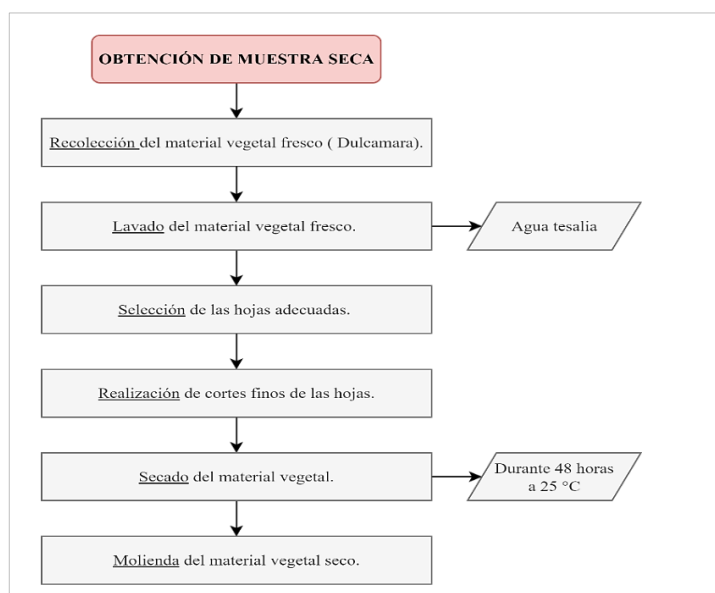 OBTENCIÓN DE MUESTRA SECA
Recolección del material vegetal fresco ( Dulcamara).
Lavado del material vegetal fresco.
Agua tesalia
Selección de las hojas adecuadas.
Realización de cortes finos de las hojas.
Secado del material vegetal.
Durante 48 horas
a 25 °C
Molienda del material vegetal seco.